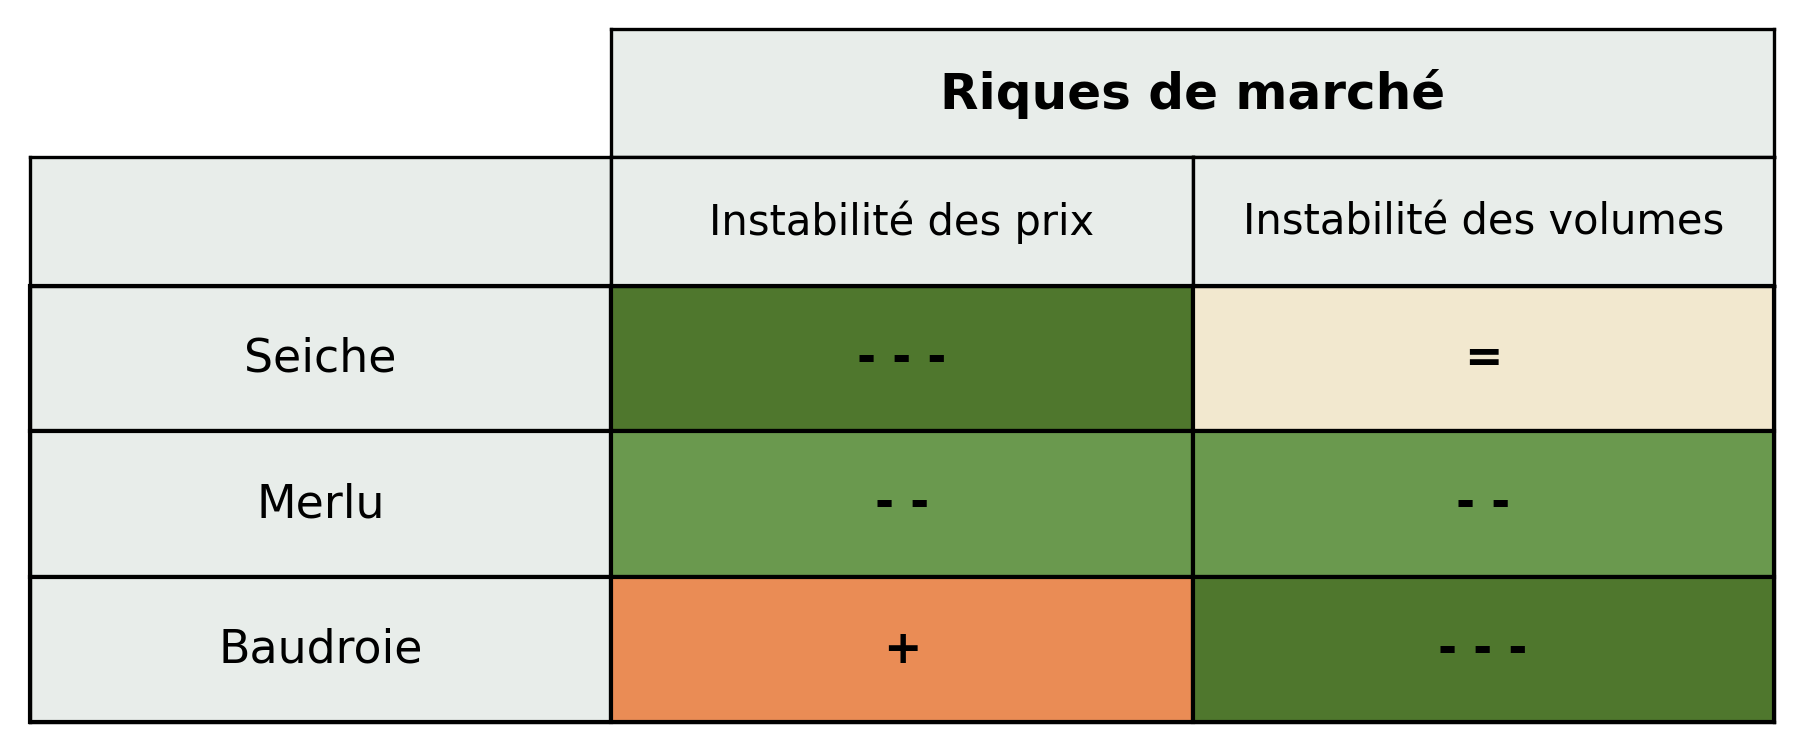 Riques de marché
Instabilité des prix Instabilité des volumes
Seiche - - - =
Merlu - - - -
Baudroie + - - -